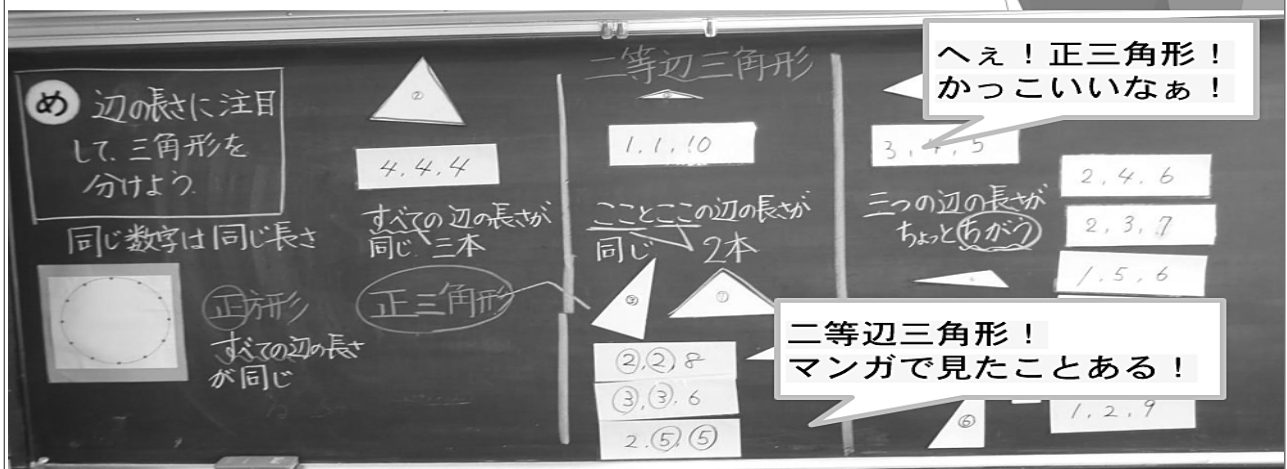 め 辺の長さに注目
して、三角形を
分けよう。
同じ数字は同じ長さ
正方形
すべての辺の長さ
が同じ
②
4.4.4
すべての辺の長さが
同じ 三本
正三角形
二等辺三角形
1.1.10
ここところの辺の長さが
同じ 2本
③
⑦
②,②,8
③,③.6
2.⑤.⑤
へぇ！正三角形！
かっこいいなぁ！
3, 5
三つの辺の長さが
ちょっとちがう
2.4.6
2.3.7
1.5.6
二等辺三角形！
マンガで見たことある！
⑥
1.2.9